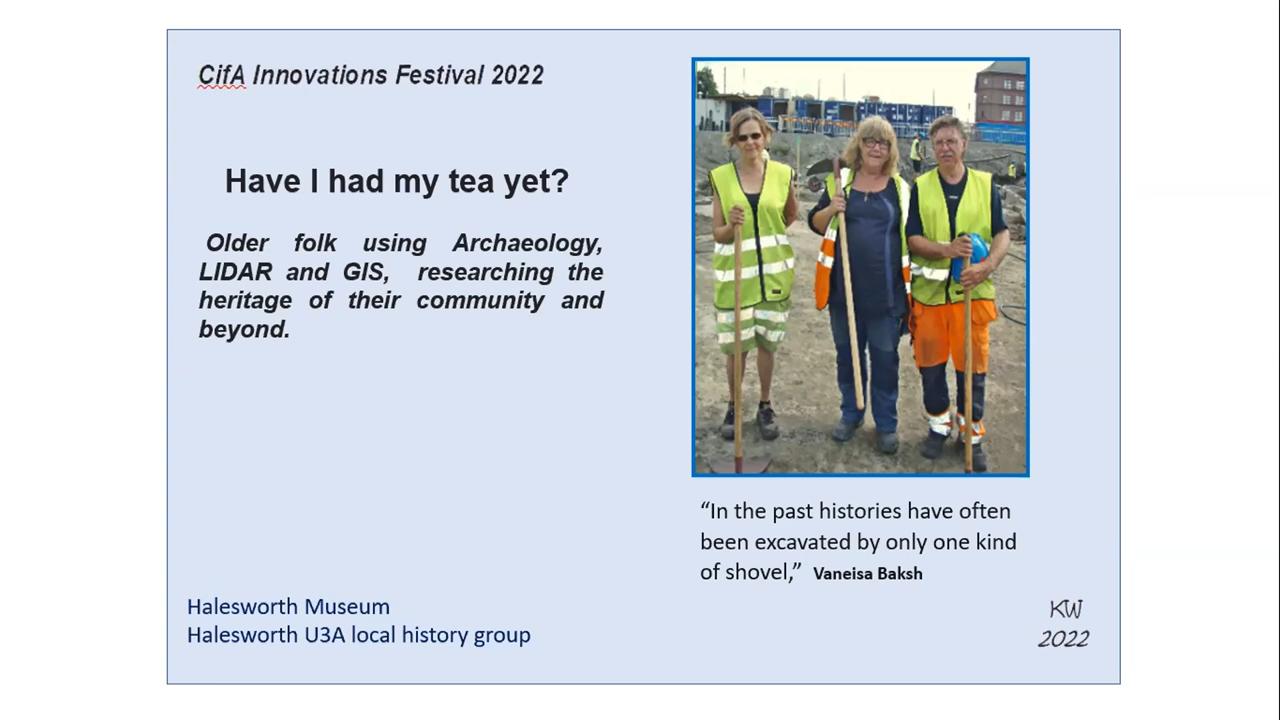 CifA Innovations Festival 2022
Have I had my tea yet?
Older folk using Archaeology,
LIDAR and GIS, researching the
heritage of their community and
beyond.
“In the past histories have often
been excavated by only one kind
of shovel,” Vaneisa Baksh
Halesworth Museum
Halesworth U3A local history group
KW
2022